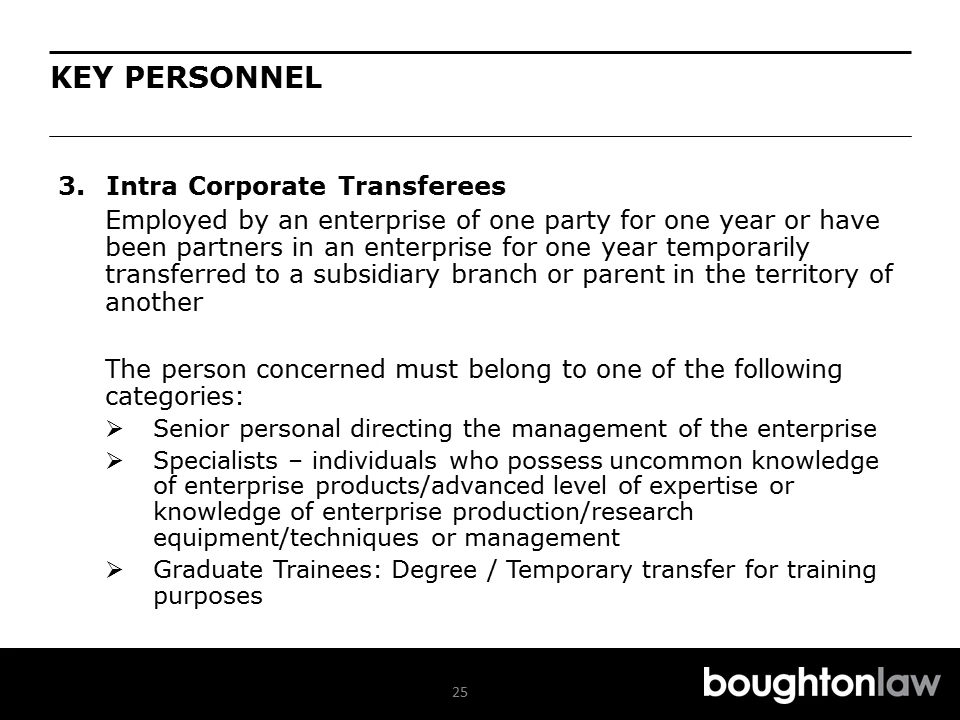 KEY PERSONNEL
3. Intra Corporate Transferees
Employed by an enterprise of one party for one year or have
been partners in an enterprise for one year temporarily
transferred to a subsidiary branch or parent in the territory of
another
The person concerned must belong to one of the following
categories:
➢ Senior personal directing the management of the enterprise
➢ Specialists – individuals who possess uncommon knowledge
of enterprise products/advanced level of expertise or
knowledge of enterprise production/research
equipment/techniques or management
➢ Graduate Trainees: Degree / Temporary transfer for training
purposes
25
boughtonlaw